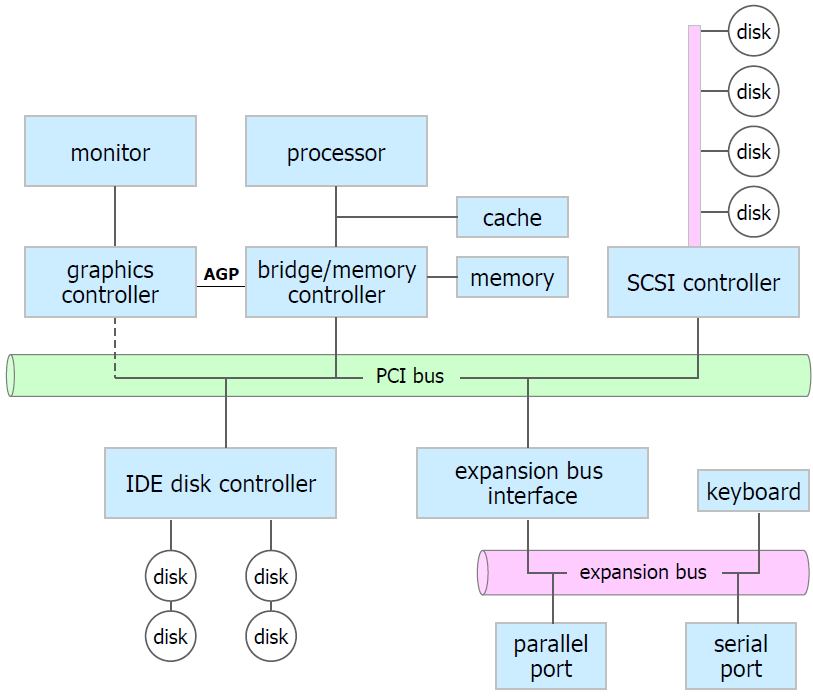 disk
disk
disk
disk
monitor
processor
cache
graphics
controller
AGP
bridge/memory
controller
memory
SCSI controller
PCI bus
IDE disk controller
expansion bus
interface
keyboard
disk
disk
expansion bus
disk
disk
parallel
port
serial
port